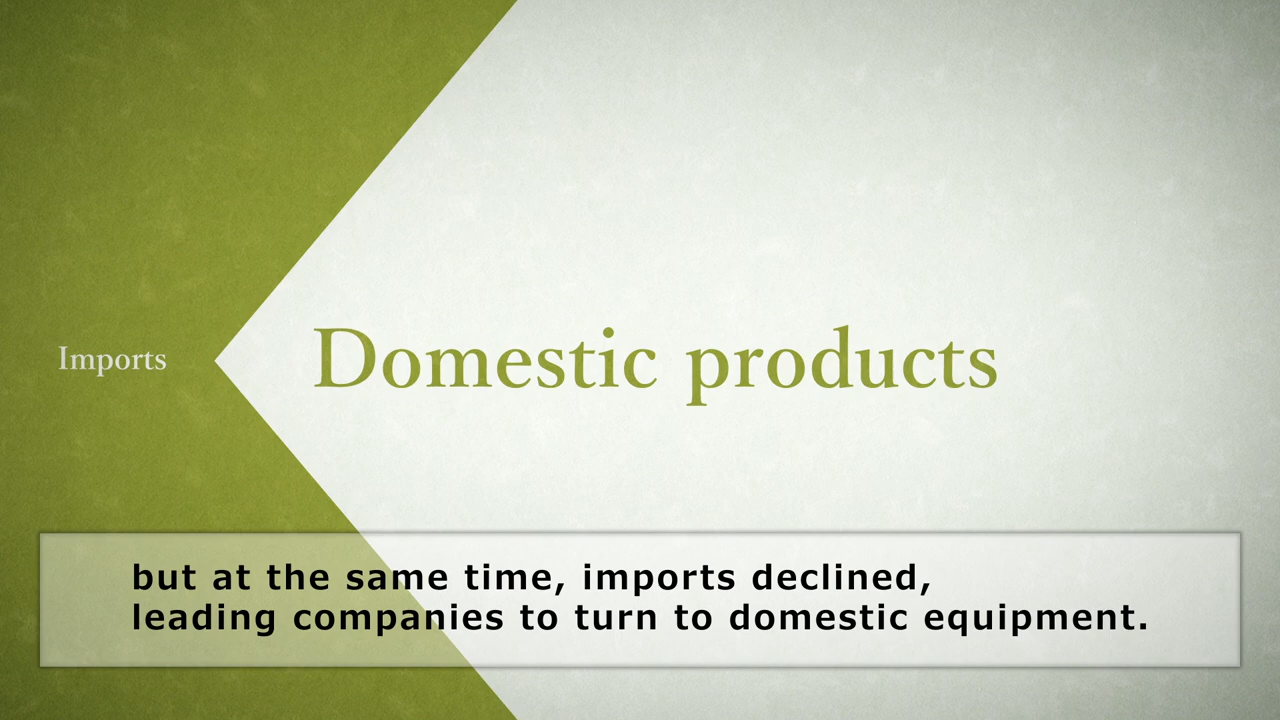 Imports
Domestic products
but at the same time, imports declined,
leading companies to turn to domestic equipment.